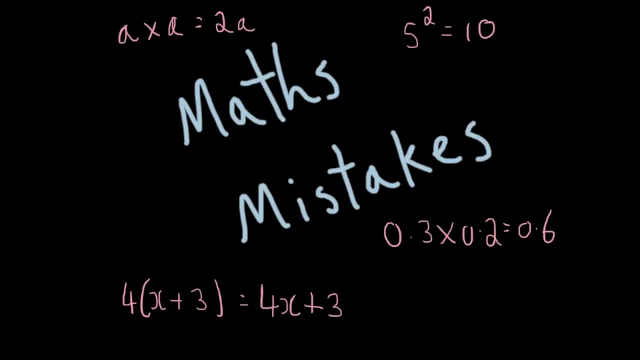 a × a = 2a
5² = 10
Maths
Mistakes
0.3 × 0.2 = 0.6
4(x + 3) = 4x + 3